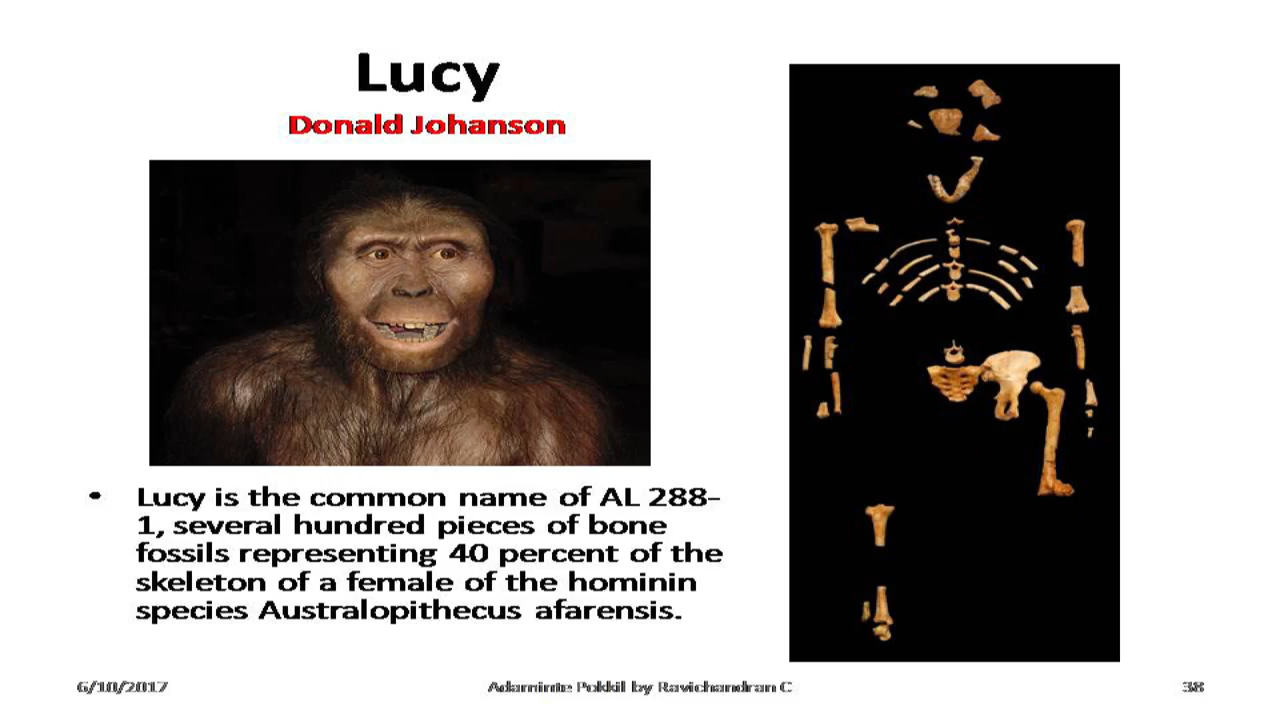 Lucy
Donald Johanson
• Lucy is the common name of AL 288-
1, several hundred pieces of bone
fossils representing 40 percent of the
skeleton of a female of the hominin
species Australopithecus afarensis.
6/10/2017 Adaminte Pokkil by Ravichandran C 38